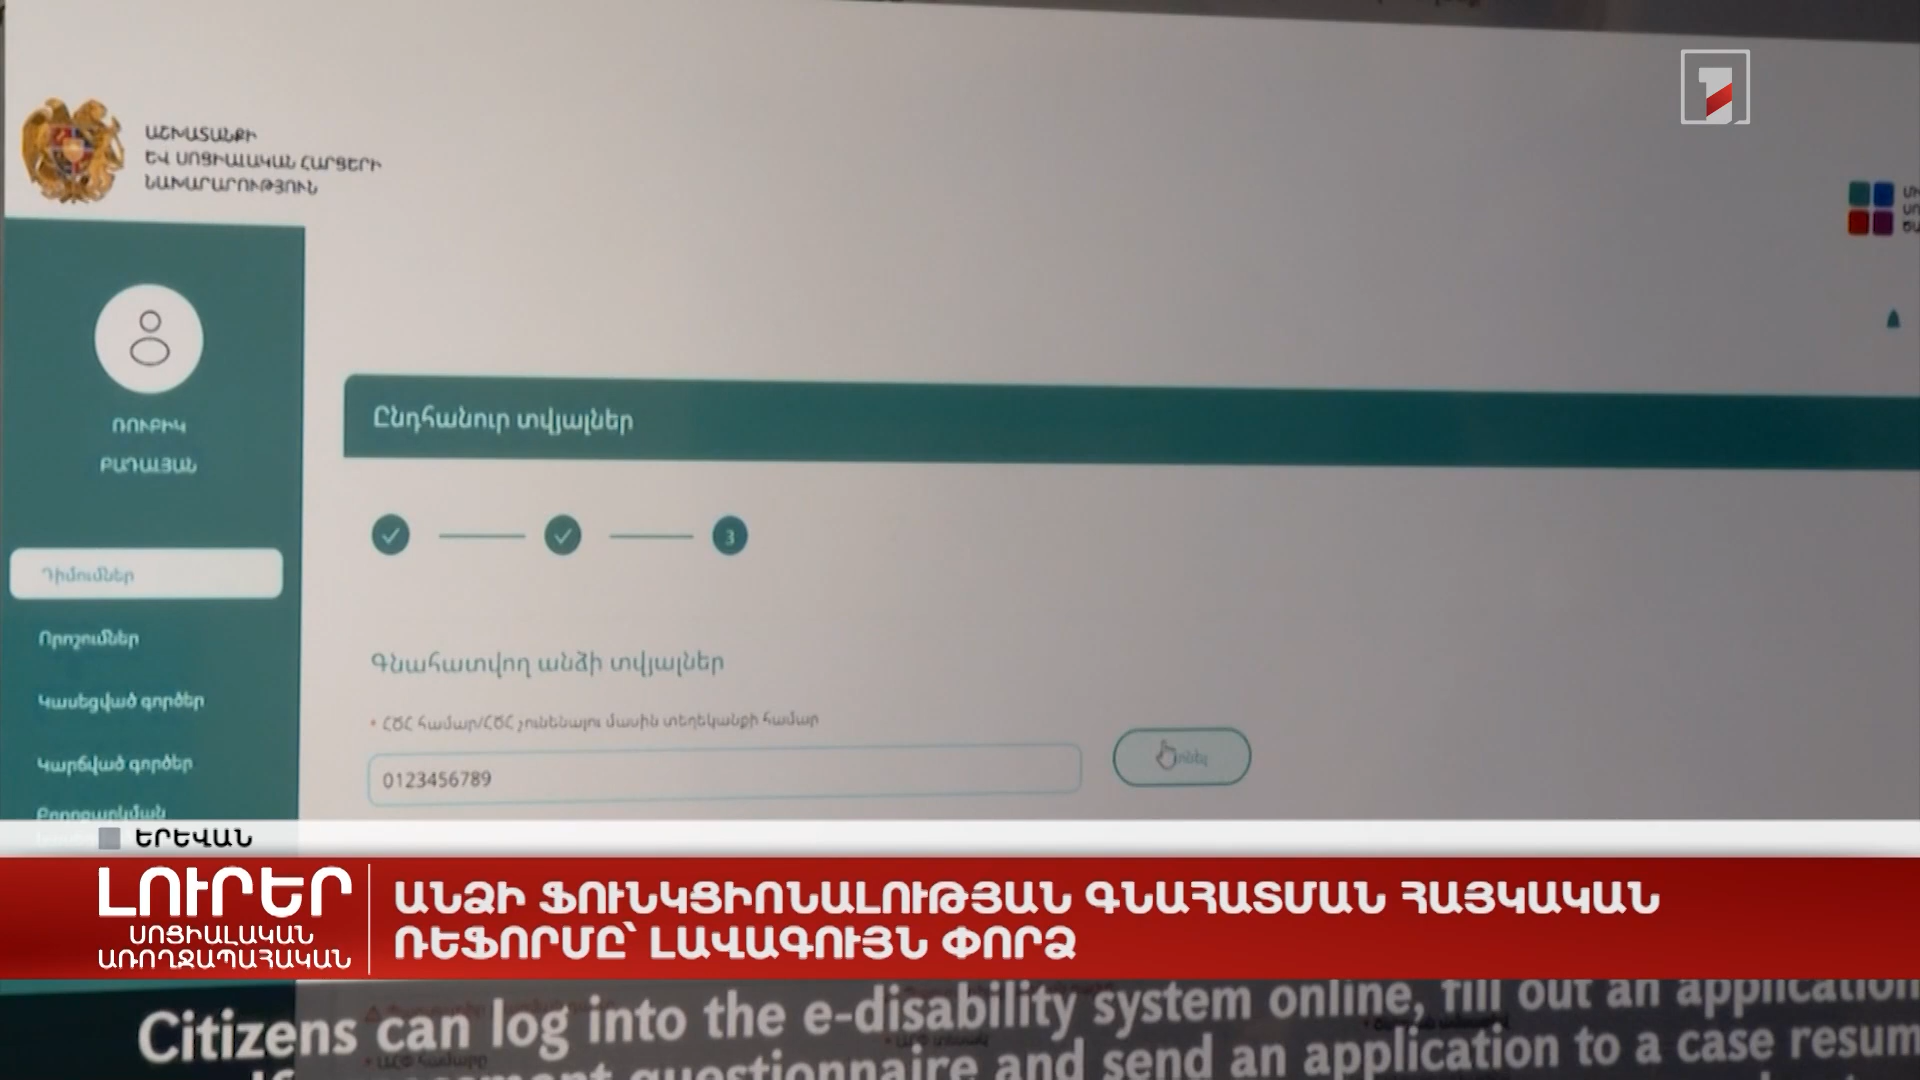 ԱՇԽԱՏԱՆՔԻ
ԵՎ ՍՈՑԻԱԼԱԿԱՆ ՀԱՐՑԵՐԻ
ՆԱԽԱՐԱՐՈՒԹՅՈՒՆ
ՌՈՒԲԻԿ
ԲԱՂԱՅԱՆ
Դիմումներ
Որոշումներ
Կասեցված գործեր
Կարճված գործեր
Բողոքարկման
Ընդհանուր տվյալներ
3
Գնահատվող անձի տվյալներ
* ՀԾՀ համար/ՀԾՀ չունենալու մասին տեղեկանքի համար
0123456789
ԵՐԵՎԱՆ
ԼՈՒՐԵՐ
ՍՈՑԻԱԼԱԿԱՆ
ԱՌՈՂՋԱՊԱՀԱԿԱՆ
ԱՆՁԻ ՖՈՒՆԿՑԻՈՆԱԼՈՒԹՅԱՆ ԳՆԱՀԱՏՄԱՆ ՀԱՅԿԱԿԱՆ
ՌԵՖՈՐՄԸ՝ ԼԱՎԱԳՈՒՅՆ ՓՈՐՁ
Citizens can log into the e-disability system online, fill out an application
questionnaire and send an application to a case resum